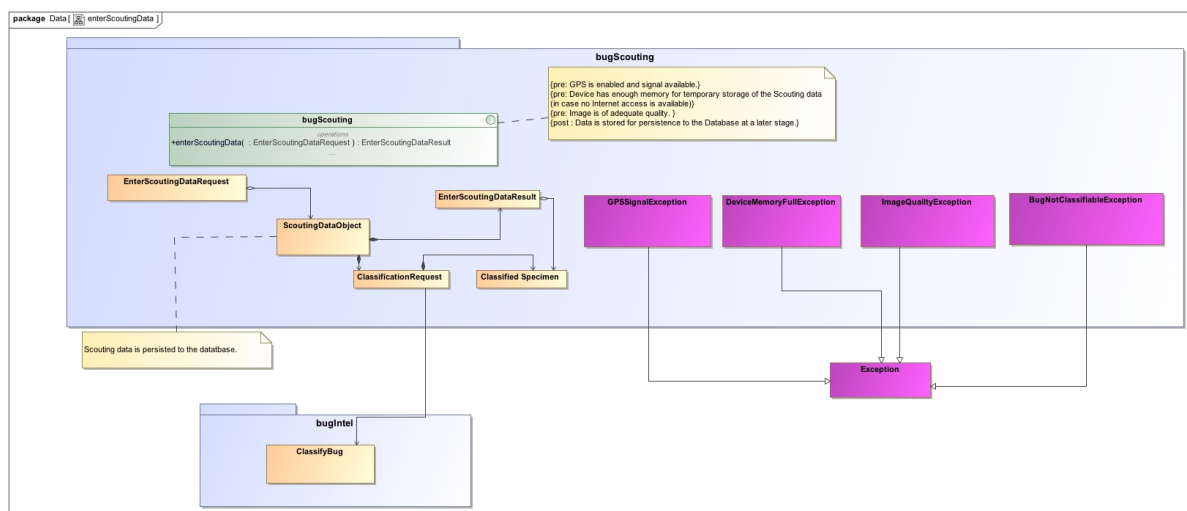 package Data [ enterScoutingData ]
bugScouting
{pre: GPS is enabled and signal available.}
{pre: Device has enough memory for temporary storage of the Scouting data
(in case no Internet access is available)}
{pre: Image is of adequate quality. }
{post : Data is stored for persistence to the Database at a later stage.}
bugScouting
operations
+enterScoutingData( : EnterScoutingDataRequest ) : EnterScoutingDataResult
...
EnterScoutingDataRequest
EnterScoutingDataResult
GPSSignalException
DeviceMemoryFullException
ImageQuailtyException
BugNotClassifiableException
ScoutingDataObject
ClassificationRequest
Classified Specimen
Scouting data is persisted to the datatbase.
Exception
bugIntel
ClassifyBug